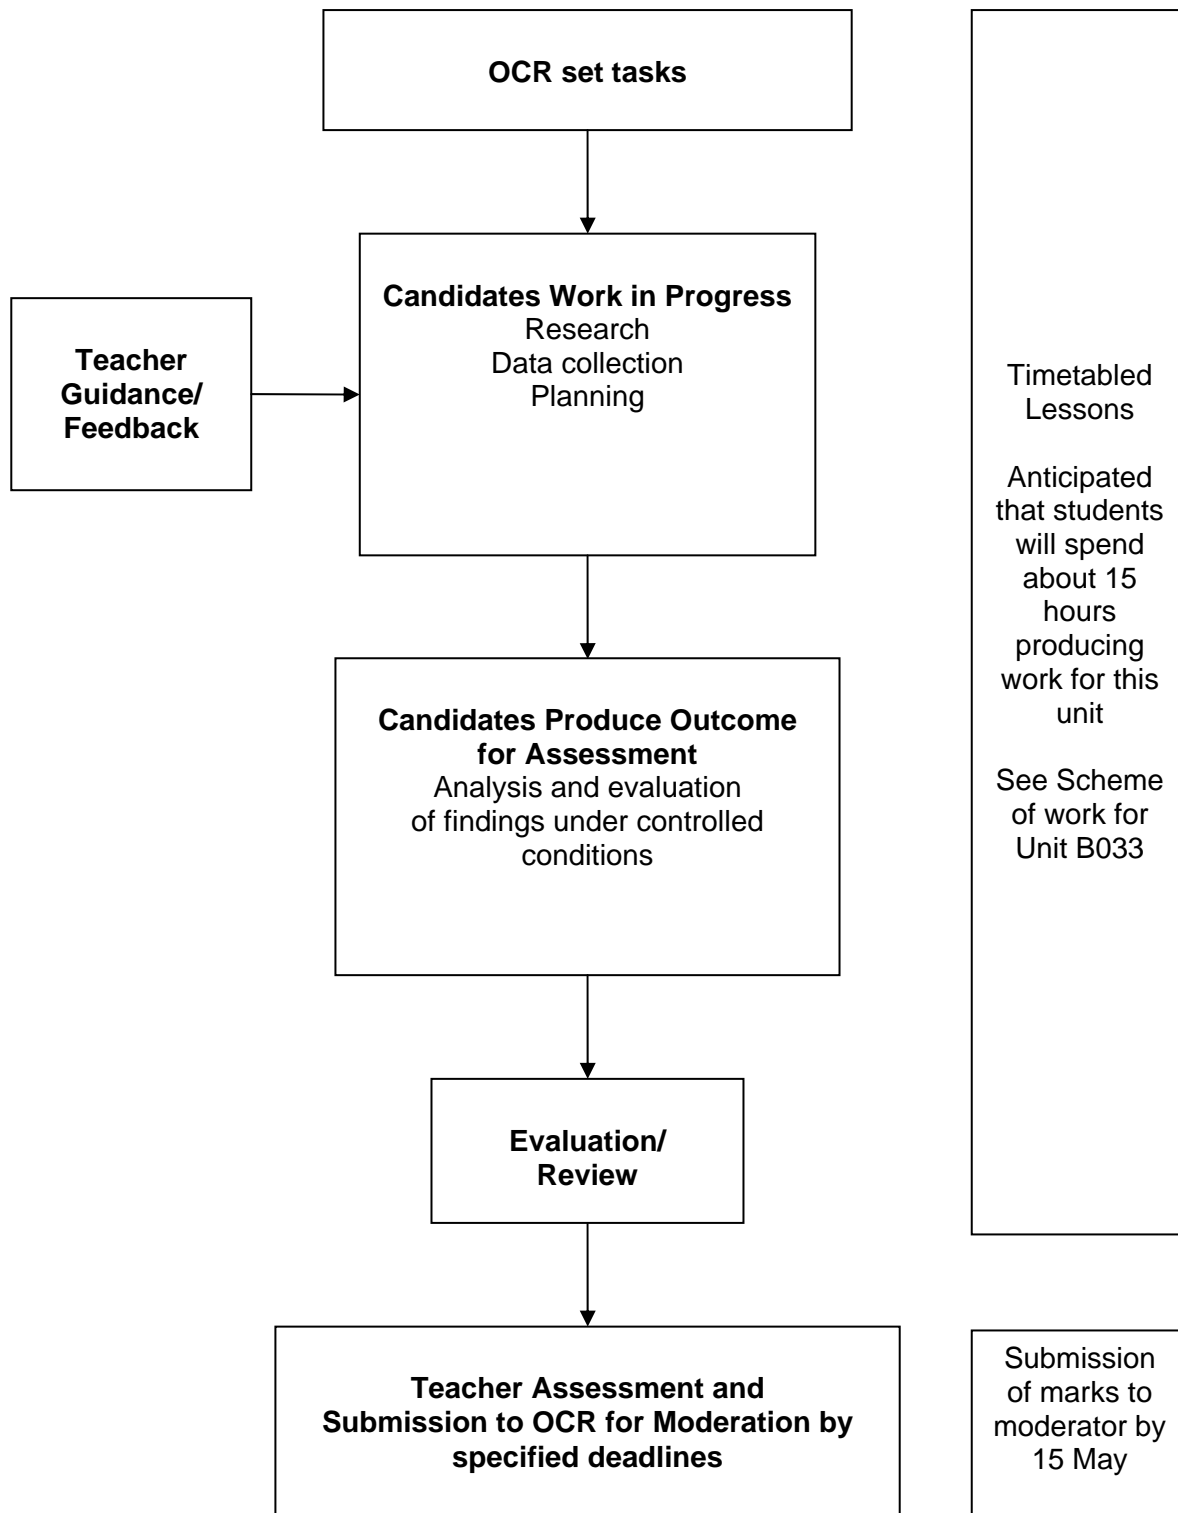 OCR set tasks
Candidates Work in Progress
Research
Data collection
Planning
Teacher
Guidance/
Feedback
Candidates Produce Outcome
for Assessment
Analysis and evaluation
of findings under controlled
conditions
Evaluation/
Review
Teacher Assessment and
Submission to OCR for Moderation by
specified deadlines
Timetabled
Lessons
Anticipated
that students
will spend
about 15
hours
producing
work for this
unit
See Scheme
of work for
Unit B033
Submission
of marks to
moderator by
15 May